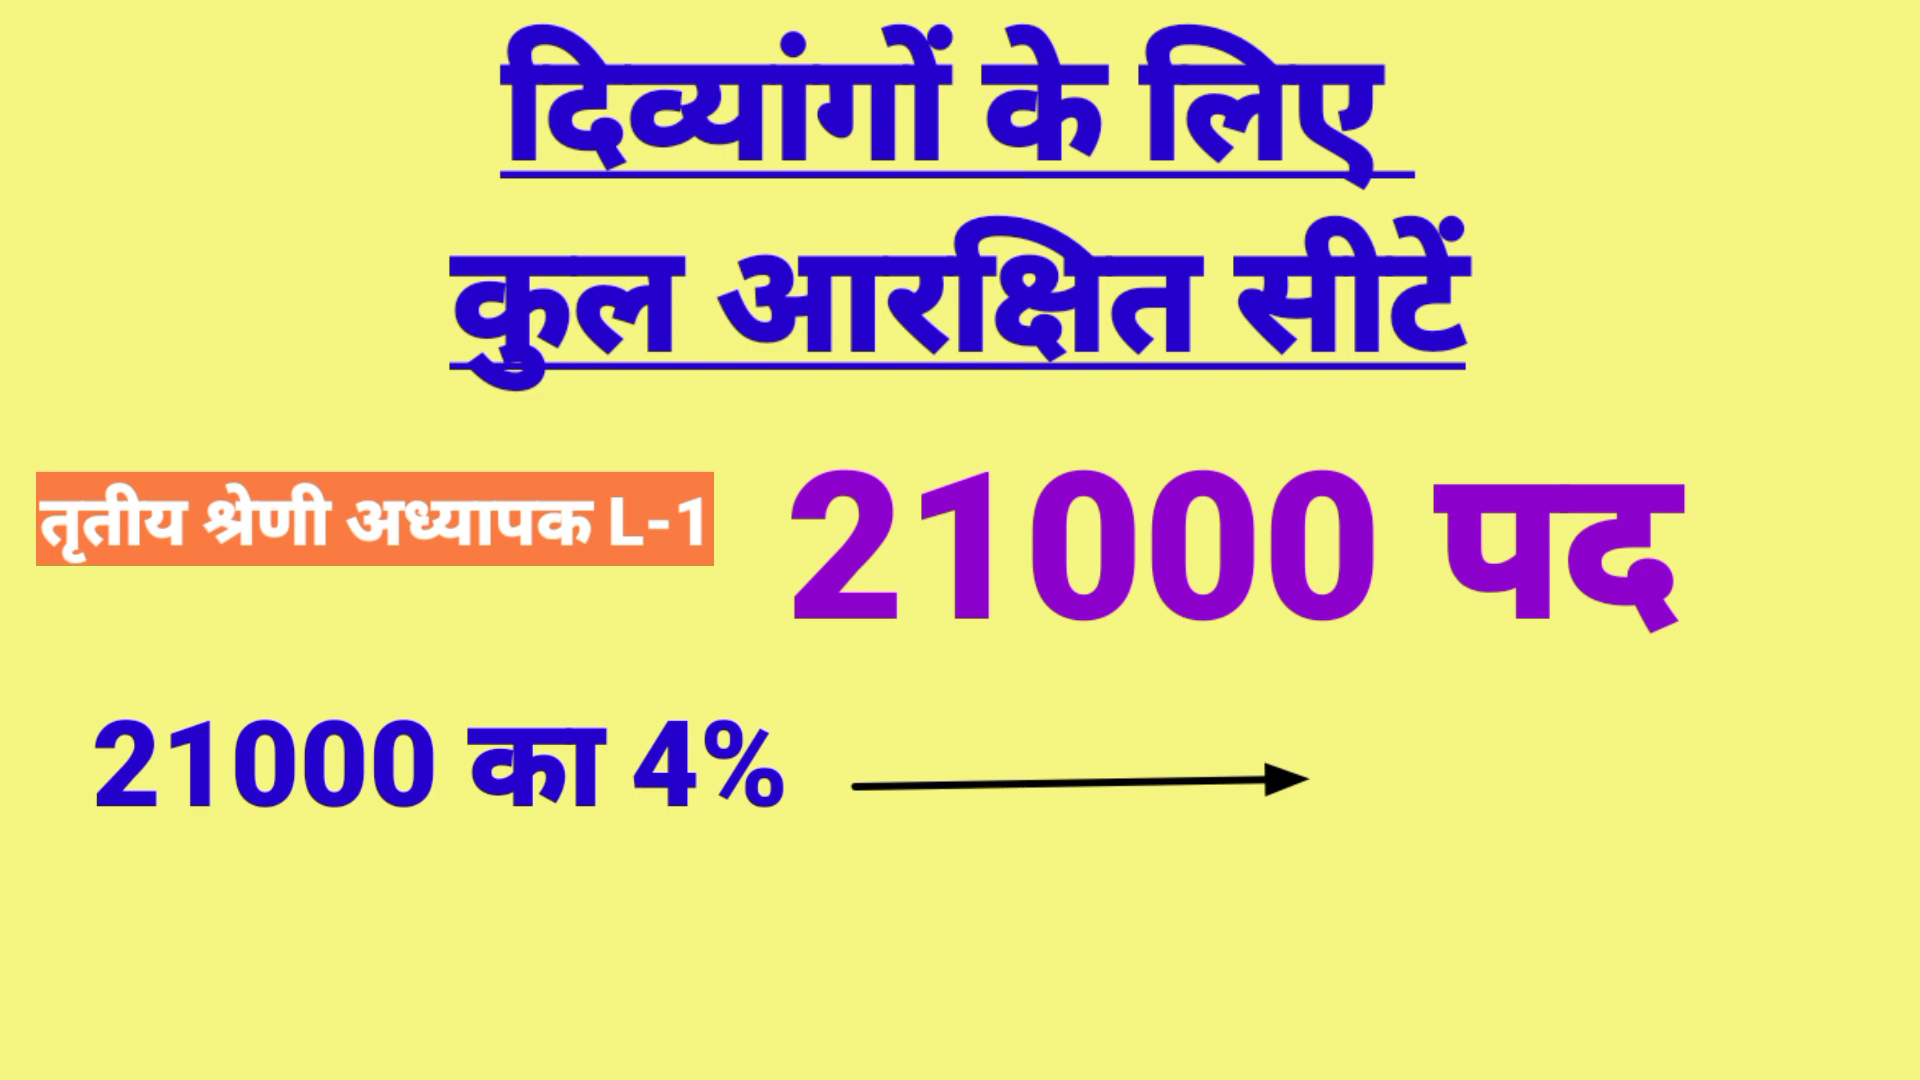 दिव्यांगों के लिए
कुल आरक्षित सीटें
तृतीय श्रेणी अध्यापक L-1
21000 पद
21000 का 4%